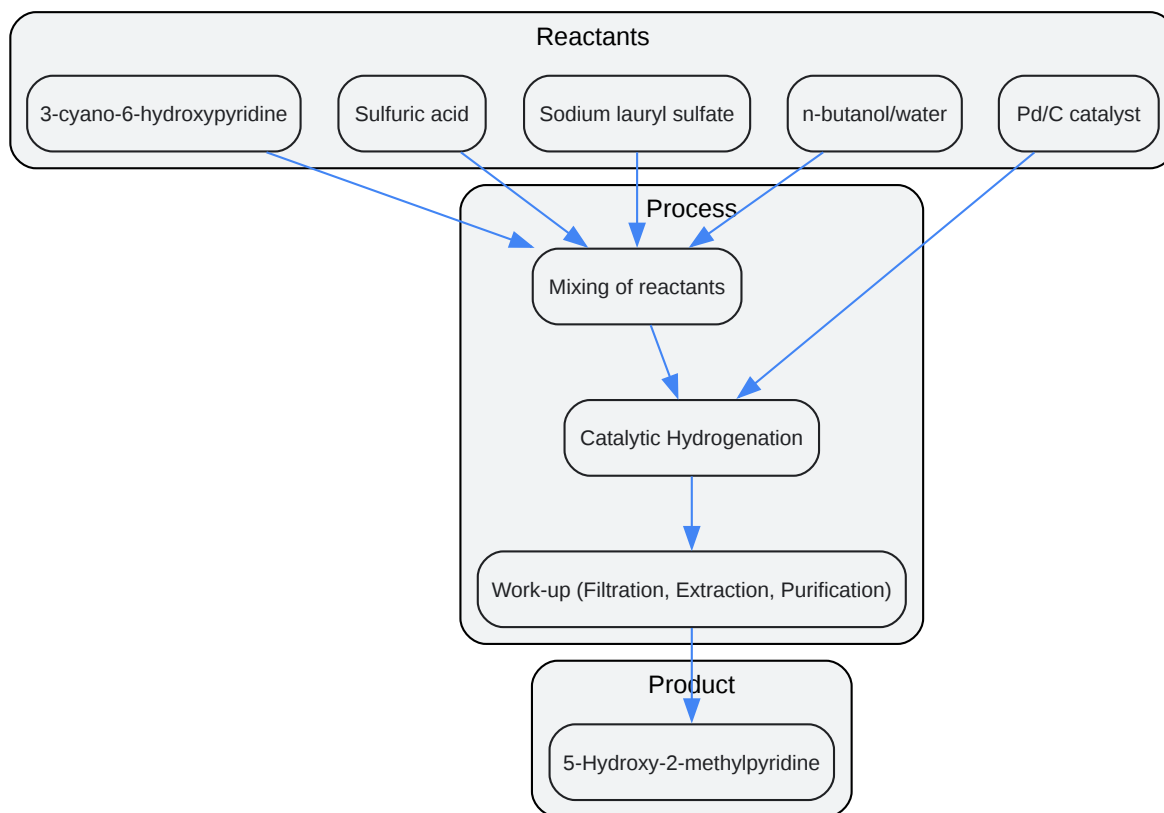 Reactants
3-cyano-6-hydroxypyridine
Sulfuric acid
Sodium lauryl sulfate
n-butanol/water
Pd/C catalyst
Process
Mixing of reactants
Catalytic Hydrogenation
Work-up (Filtration, Extraction, Purification)
Product
5-Hydroxy-2-methylpyridine